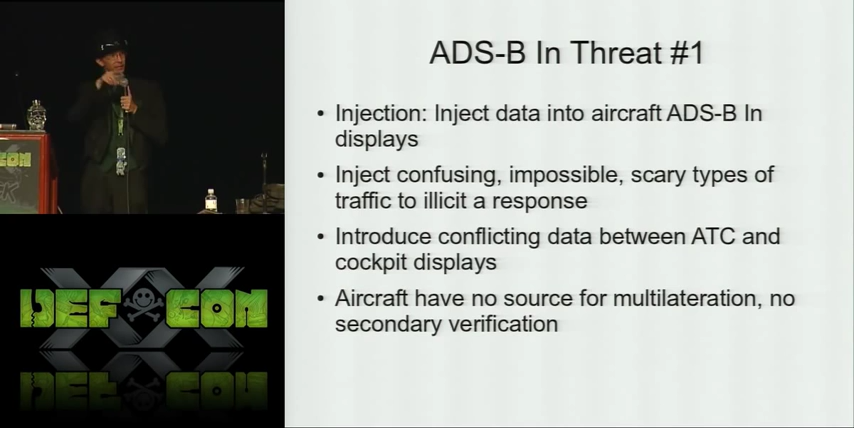 ADS-B In Threat #1
• Injection: Inject data into aircraft ADS-B In
displays
• Inject confusing, impossible, scary types of
traffic to illicit a response
• Introduce conflicting data between ATC and
cockpit displays
• Aircraft have no source for multilateration, no
secondary verification
DEF CON